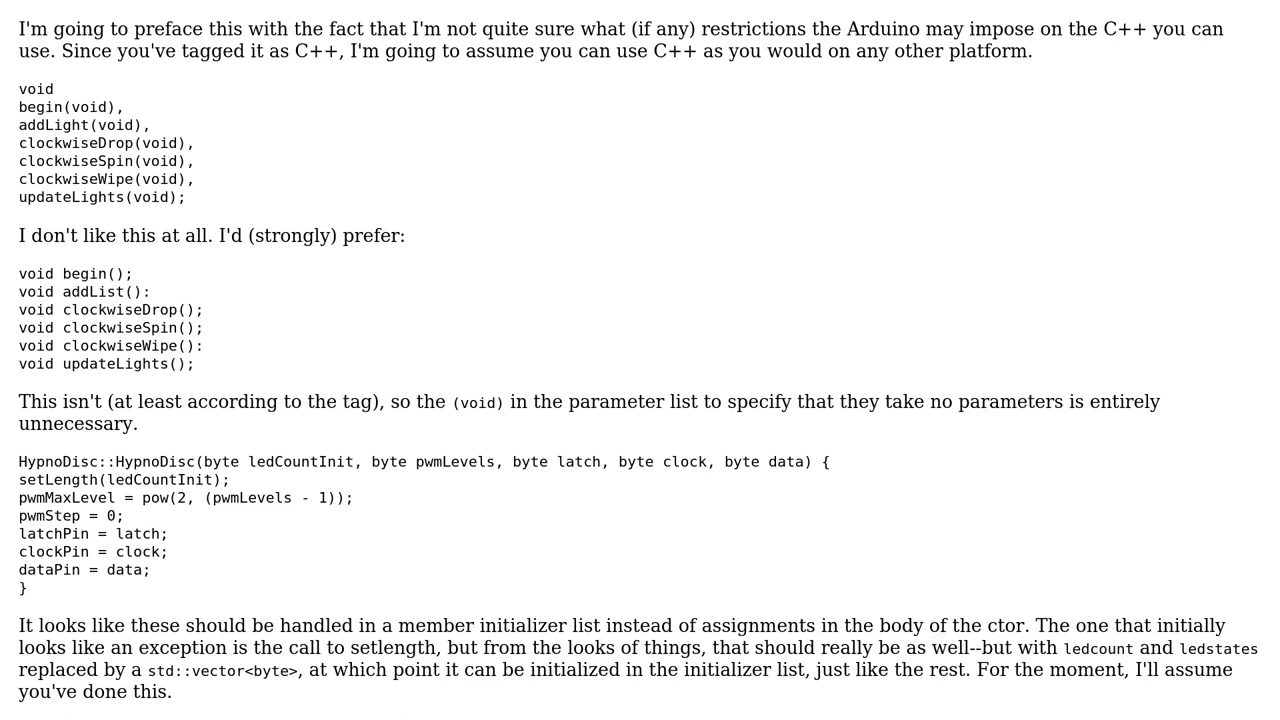 I'm going to preface this with the fact that I'm not quite sure what (if any) restrictions the Arduino may impose on the C++ you can
use. Since you've tagged it as C++, I'm going to assume you can use C++ as you would on any other platform.
void
begin(void),
addLight(void),
clockwiseDrop(void),
clockwiseSpin(void),
clockwiseWipe(void),
updateLights(void);
I don't like this at all. I'd (strongly) prefer:
void begin();
void addList():
void clockwiseDrop();
void clockwiseSpin();
void clockwiseWipe():
void updateLights();
This isn't (at least according to the tag), so the (void) in the parameter list to specify that they take no parameters is entirely
unnecessary.
HypnoDisc::HypnoDisc(byte ledCountInit, byte pwmLevels, byte latch, byte clock, byte data) {
setLength(ledCountInit);
pwmMaxLevel = pow(2, (pwmLevels - 1));
pwmStep = 0;
latchPin = latch;
clockPin = clock;
dataPin = data;
}
It looks like these should be handled in a member initializer list instead of assignments in the body of the ctor. The one that initially
looks like an exception is the call to setlength, but from the looks of things, that should really be as well--but with ledcount and ledstates
replaced by a std::vector<byte>, at which point it can be initialized in the initializer list, just like the rest. For the moment, I'll assume
you've done this.